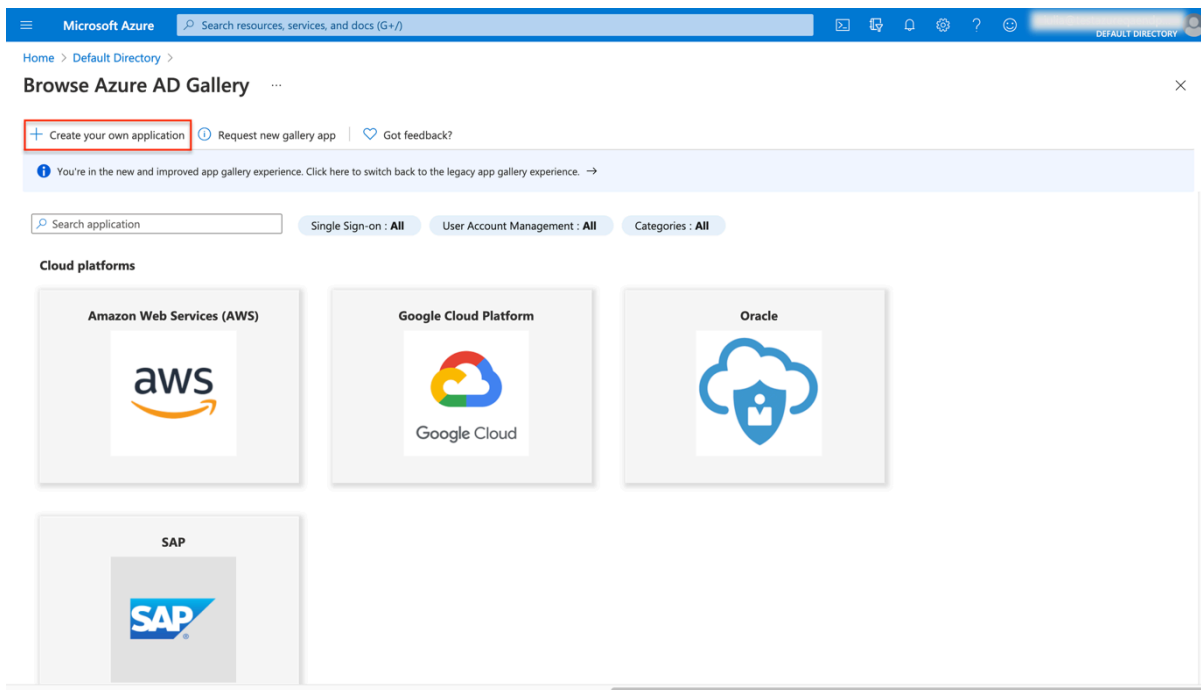 Microsoft Azure
Search resources, services, and docs (G+/)
DEFAULT DIRECTORY
Home > Default Directory >
Browse Azure AD Gallery ...
+ Create your own application
Request new gallery app
Got feedback?
You're in the new and improved app gallery experience. Click here to switch back to the legacy app gallery experience. →
Search application
Single Sign-on : All
User Account Management : All
Categories : All
Cloud platforms
Amazon Web Services (AWS)
aws
Google Cloud Platform
Google Cloud
Oracle
SAP
SAP®